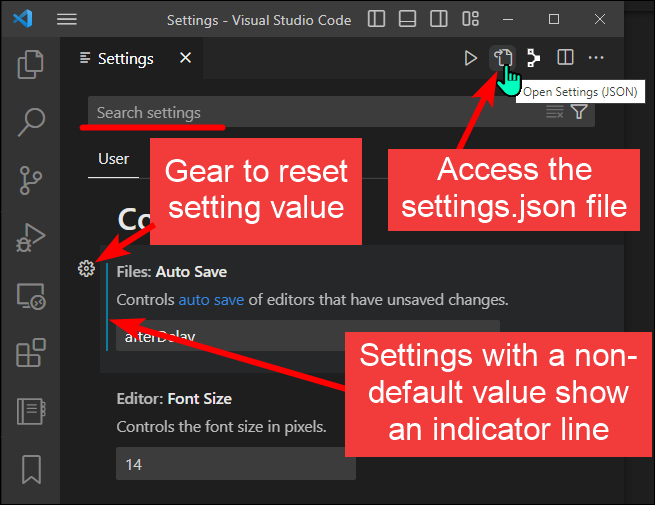 Settings - Visual Studio Code
Settings
Open Settings (JSON)
Search settings
User
Gear to reset
setting value
Access the
settings.json file
Co
Files: Auto Save
Controls auto save of editors that have unsaved changes.
afterDelay
Settings with a non-
default value show
an indicator line
Editor: Font Size
Controls the font size in pixels.
14